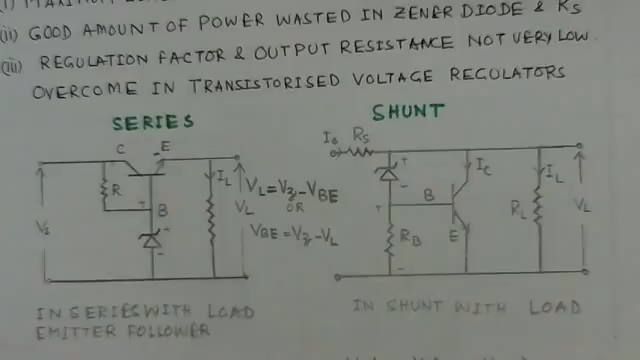 (ii) GOOD AMOUNT OF POWER WASTED IN ZENER DIODE & RS
(iii) REGULATION FACTOR & OUTPUT RESISTANCE NOT VERY LOW
OVERCOME IN TRANSISTORISED VOLTAGE REGULATORS
SERIES
SHUNT
C
E
R
B
IL
VL
VL=Vz-VBE
OR
VBE=Vz-VL
RS
+
-
B
IC
E
RB
RL
IL
VL
IN SERIES WITH LOAD
EMITTER FOLLOWER
IN SHUNT WITH LOAD